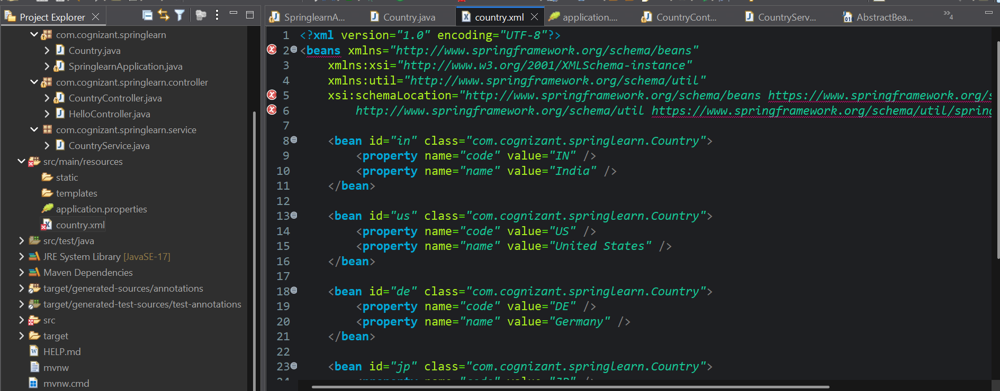 Project Explorer
com.cognizant.springlearn
Country.java
SpringlearnApplication.java
com.cognizant.springlearn.controller
CountryController.java
HelloController.java
com.cognizant.springlearn.service
CountryService.java
src/main/resources
static
templates
application.properties
country.xml
src/test/java
JRE System Library [JavaSE-17]
Maven Dependencies
target/generated-sources/annotations
target/generated-test-sources/test-annotations
src
target
HELP.md
mvnw
mvnw.cmd
SpringlearnA... Country.java country.xml application.... CountryCont... CountryServ... AbstractBea... »4
1 <?xml version="1.0" encoding="UTF-8"?>
2 <beans xmlns="http://www.springframework.org/schema/beans"
3 xmlns:xsi="http://www.w3.org/2001/XMLSchema-instance"
4 xmlns:util="http://www.springframework.org/schema/util"
5 xsi:schemaLocation="http://www.springframework.org/schema/beans https://www.springframework.org/s
6 http://www.springframework.org/schema/util https://www.springframework.org/schema/util/spring
7
8 <bean id="in" class="com.cognizant.springlearn.Country">
9 <property name="code" value="IN" />
10 <property name="name" value="India" />
11 </bean>
12
13 <bean id="us" class="com.cognizant.springlearn.Country">
14 <property name="code" value="US" />
15 <property name="name" value="United States" />
16 </bean>
17
18 <bean id="de" class="com.cognizant.springlearn.Country">
19 <property name="code" value="DE" />
20 <property name="name" value="Germany" />
21 </bean>
22
23 <bean id="jp" class="com.cognizant.springlearn.Country">
24 <property name="code" value="JP" />